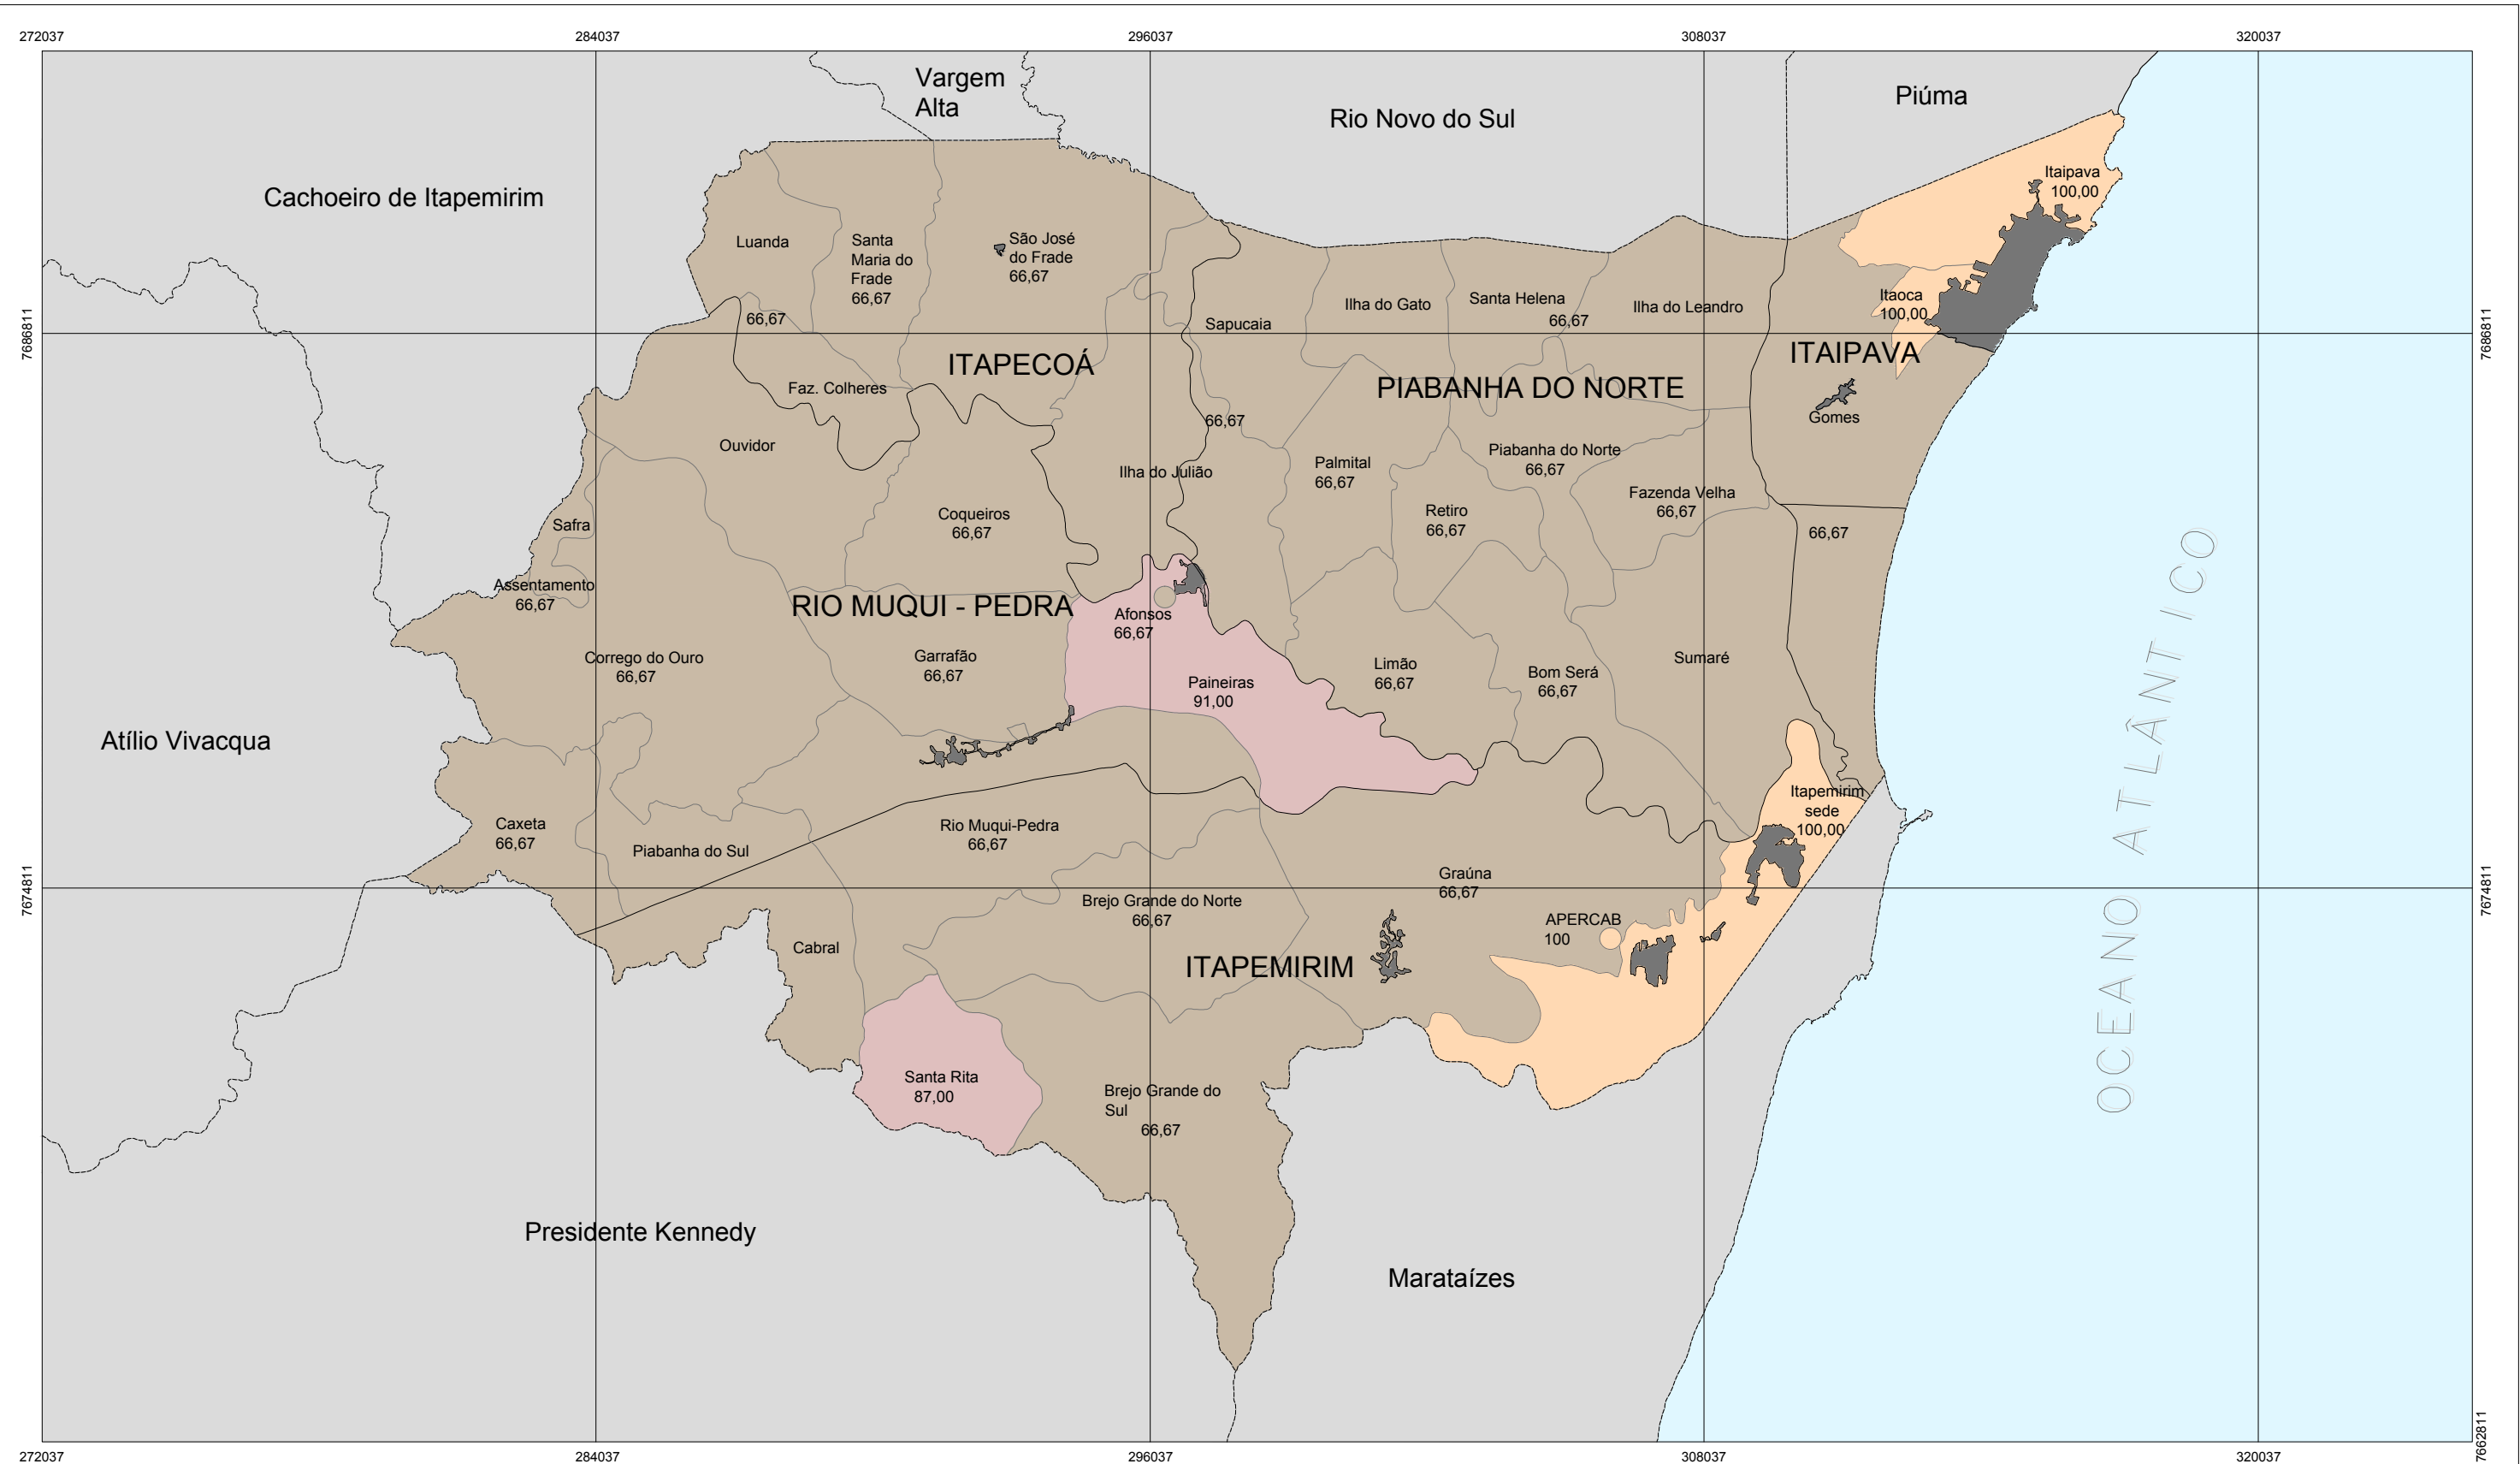 272037
284037
296037
308037
320037
Vargem
Alta
Piúma
Rio Novo do Sul
Cachoeiro de Itapemirim
Itaipava
100,00
Luanda
Santa
Maria do
Frade
66,67
São José
do Frade
66,67
Itaoca
100,00
Ilha do Gato
Santa Helena
66,67
Ilha do Leandro
Sapucaia
66,67
7686811
7686811
ITAPECOÁ
ITAIPAVA
PIABANHA DO NORTE
Faz. Colheres
Gomes
66,67
Ouvidor
Ilha do Julião
Palmital
66,67
Piabanha do Norte
66,67
Fazenda Velha
66,67
Safra
Coqueiros
66,67
Retiro
66,67
66,67
Assentamento
66,67
RIO MUQUI - PEDRA
Afonsos
66,67
Corrego do Ouro
66,67
Garrafão
66,67
Paineiras
91,00
Limão
66,67
Bom Será
66,67
Sumaré
Atílio Vivacqua
OCEANO ATLÂNTICO
Itapemirim
sede
100,00
Caxeta
66,67
Piabanha do Sul
Rio Muqui-Pedra
66,67
Graúna
66,67
7674811
7674811
Brejo Grande do Norte
66,67
APERCAB
100
Cabral
ITAPEMIRIM
Santa Rita
87,00
Brejo Grande do
Sul
66,67
Presidente Kennedy
Marataízes
7662811
272037
284037
296037
308037
320037